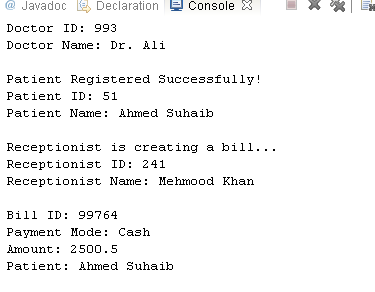 @ Javadoc Declaration Console
Doctor ID: 993
Doctor Name: Dr. Ali
Patient Registered Successfully!
Patient ID: 51
Patient Name: Ahmed Suhaib
Receptionist is creating a bill...
Receptionist ID: 241
Receptionist Name: Mehmood Khan
Bill ID: 99764
Payment Mode: Cash
Amount: 2500.5
Patient: Ahmed Suhaib